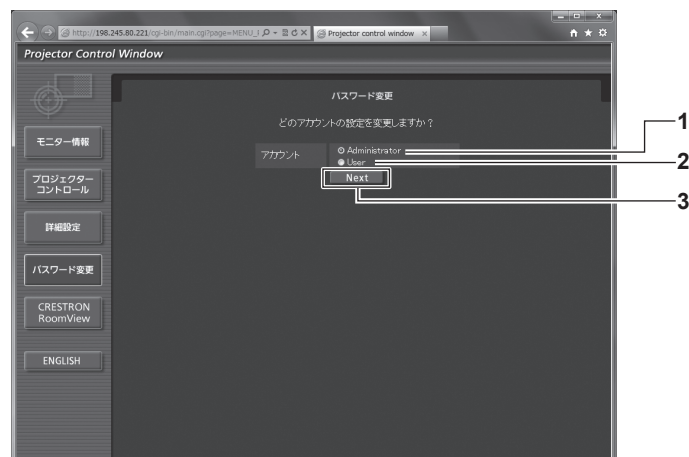 http://198.245.80.221/cgi-bin/main.cgi?page=MENU_I
Projector control window
Projector Control Window
パスワード変更
どのアカウントの設定を変更しますか？
アカウント
Administrator
User
Next
モニター情報
プロジェクター
コントロール
詳細設定
パスワード変更
CRESTRON
RoomView
ENGLISH
1
2
3